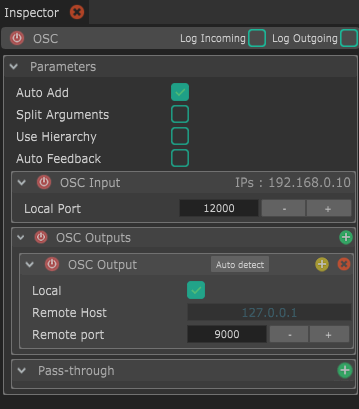 Inspector
OSC Log Incoming Log Outgoing
Parameters
Auto Add
Split Arguments
Use Hierarchy
Auto Feedback
OSC Input IPs : 192.168.0.10
Local Port 12000 - +
OSC Outputs
OSC Output Auto detect
Local
Remote Host 127.0.0.1
Remote port 9000 - +
Pass-through